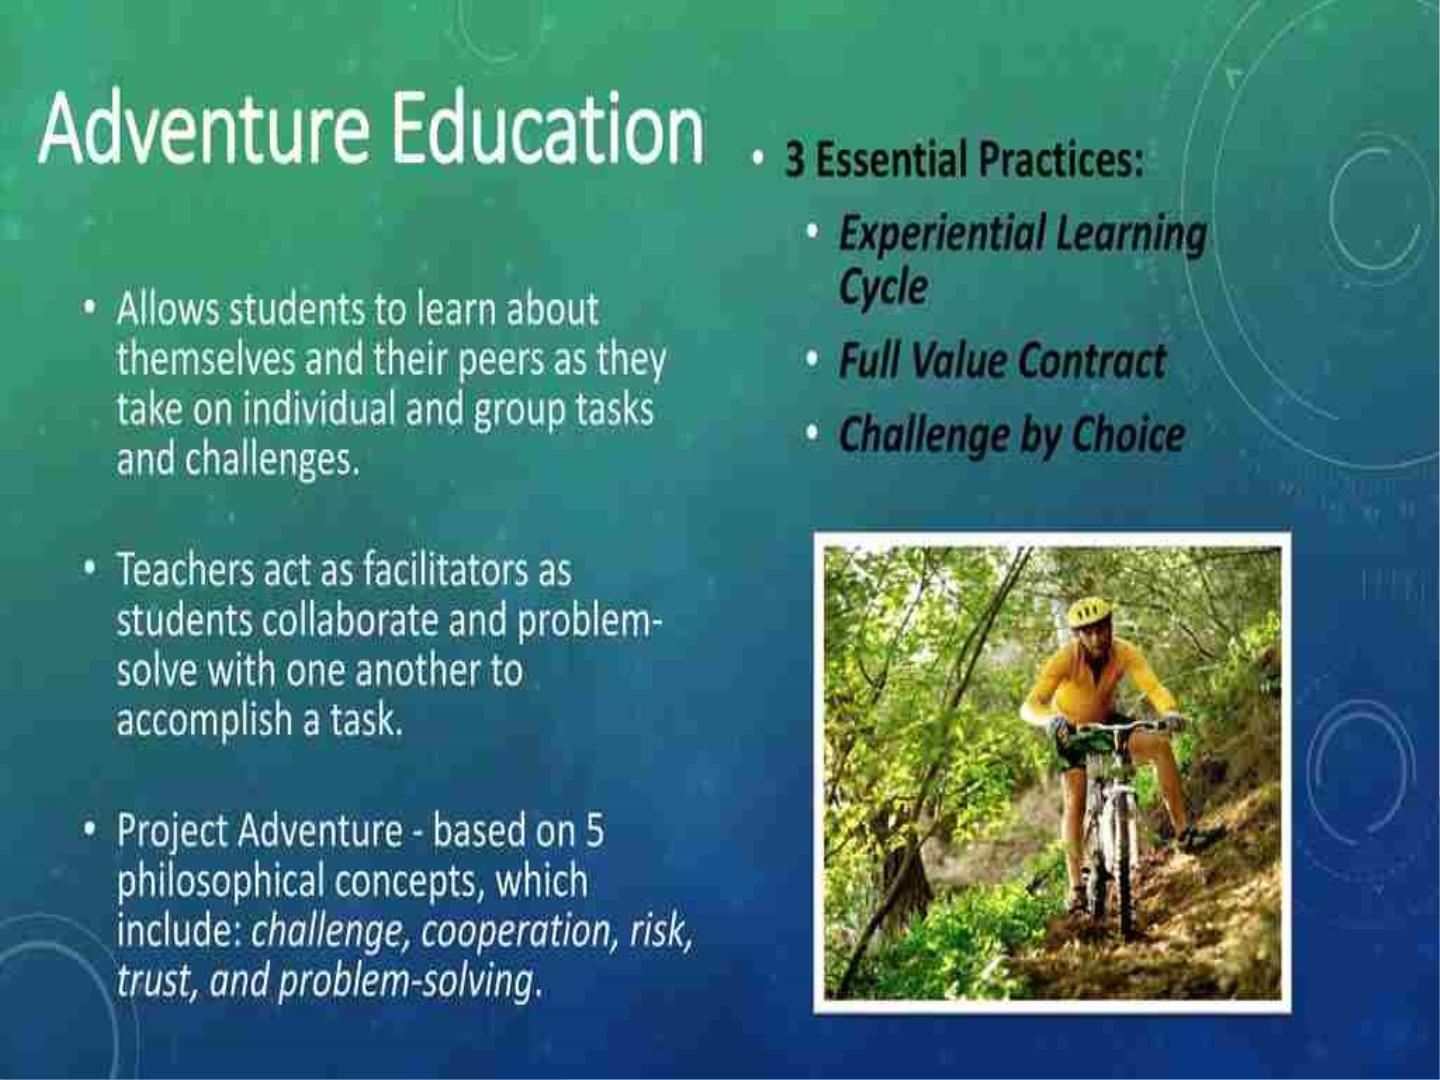 Adventure Education
• Allows students to learn about
themselves and their peers as they
take on individual and group tasks
and challenges.
• Teachers act as facilitators as
students collaborate and problem-
solve with one another to
accomplish a task.
• Project Adventure - based on 5
philosophical concepts, which
include: challenge, cooperation, risk,
trust, and problem-solving.
• 3 Essential Practices:
• Experiential Learning
Cycle
• Full Value Contract
• Challenge by Choice